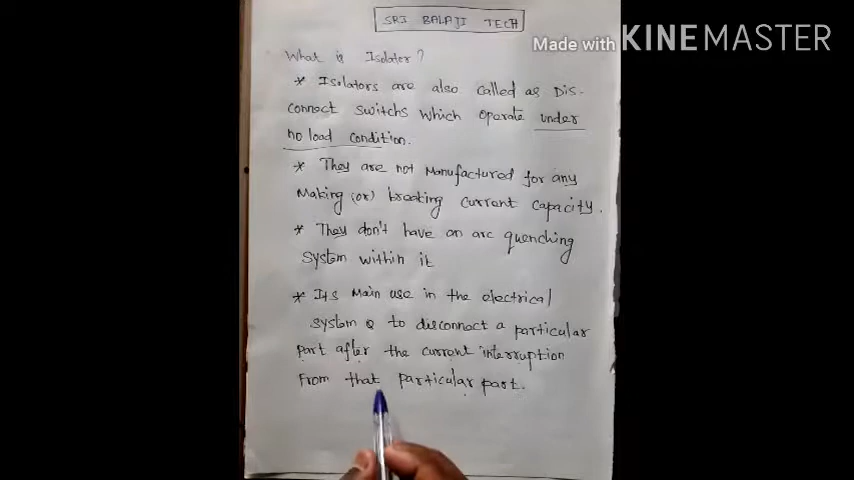 SRI BALAJI TECH
Made with KINEMASTER
What is Isolator?
* Isolators are also called as Dis-
connect switchs which operate under
no load condition.
* They are not Manufactured for any
Making (or) breaking current capacity.
* They don't have an arc quenching
system within it
* Its Main use in the electrical
system is to disconnect a particular
part after the current interruption
From that particular part.